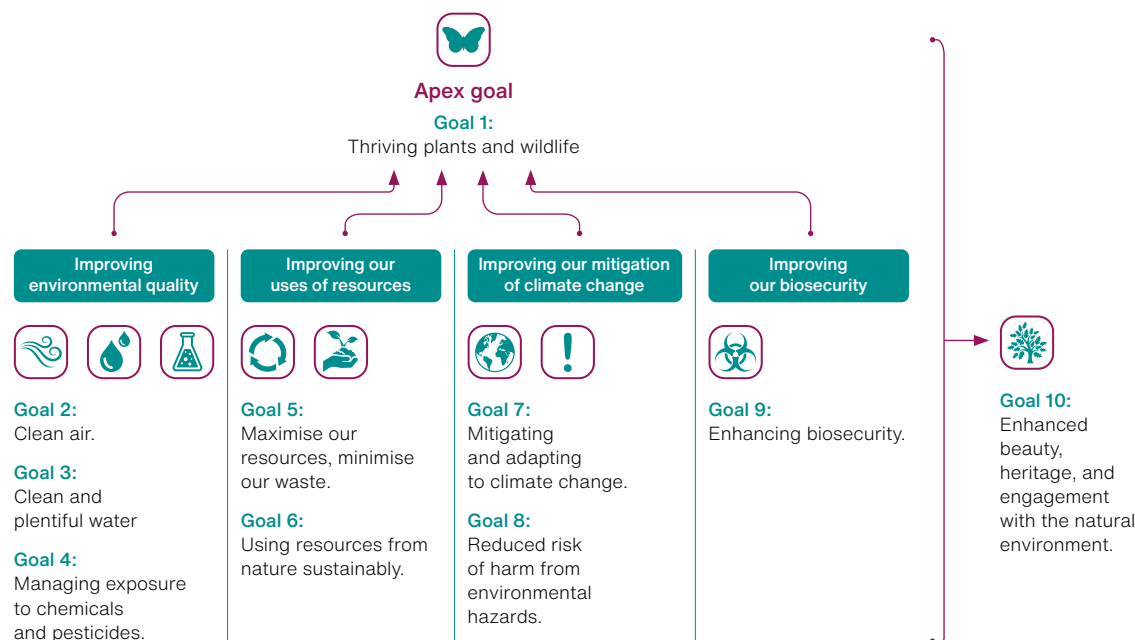 Apex goal
Goal 1:
Thriving plants and wildlife
Improving
environmental quality
Goal 2:
Clean air.
Goal 3:
Clean and
plentiful water
Goal 4:
Managing exposure
to chemicals
and pesticides.
Improving our
uses of resources
Goal 5:
Maximise our
resources, minimise
our waste.
Goal 6:
Using resources from
nature sustainably.
Improving our mitigation
of climate change
Goal 7:
Mitigating
and adapting
to climate change.
Goal 8:
Reduced risk
of harm from
environmental
hazards.
Improving
our biosecurity
Goal 9:
Enhancing biosecurity.
Goal 10:
Enhanced
beauty,
heritage, and
engagement
with the natural
environment.